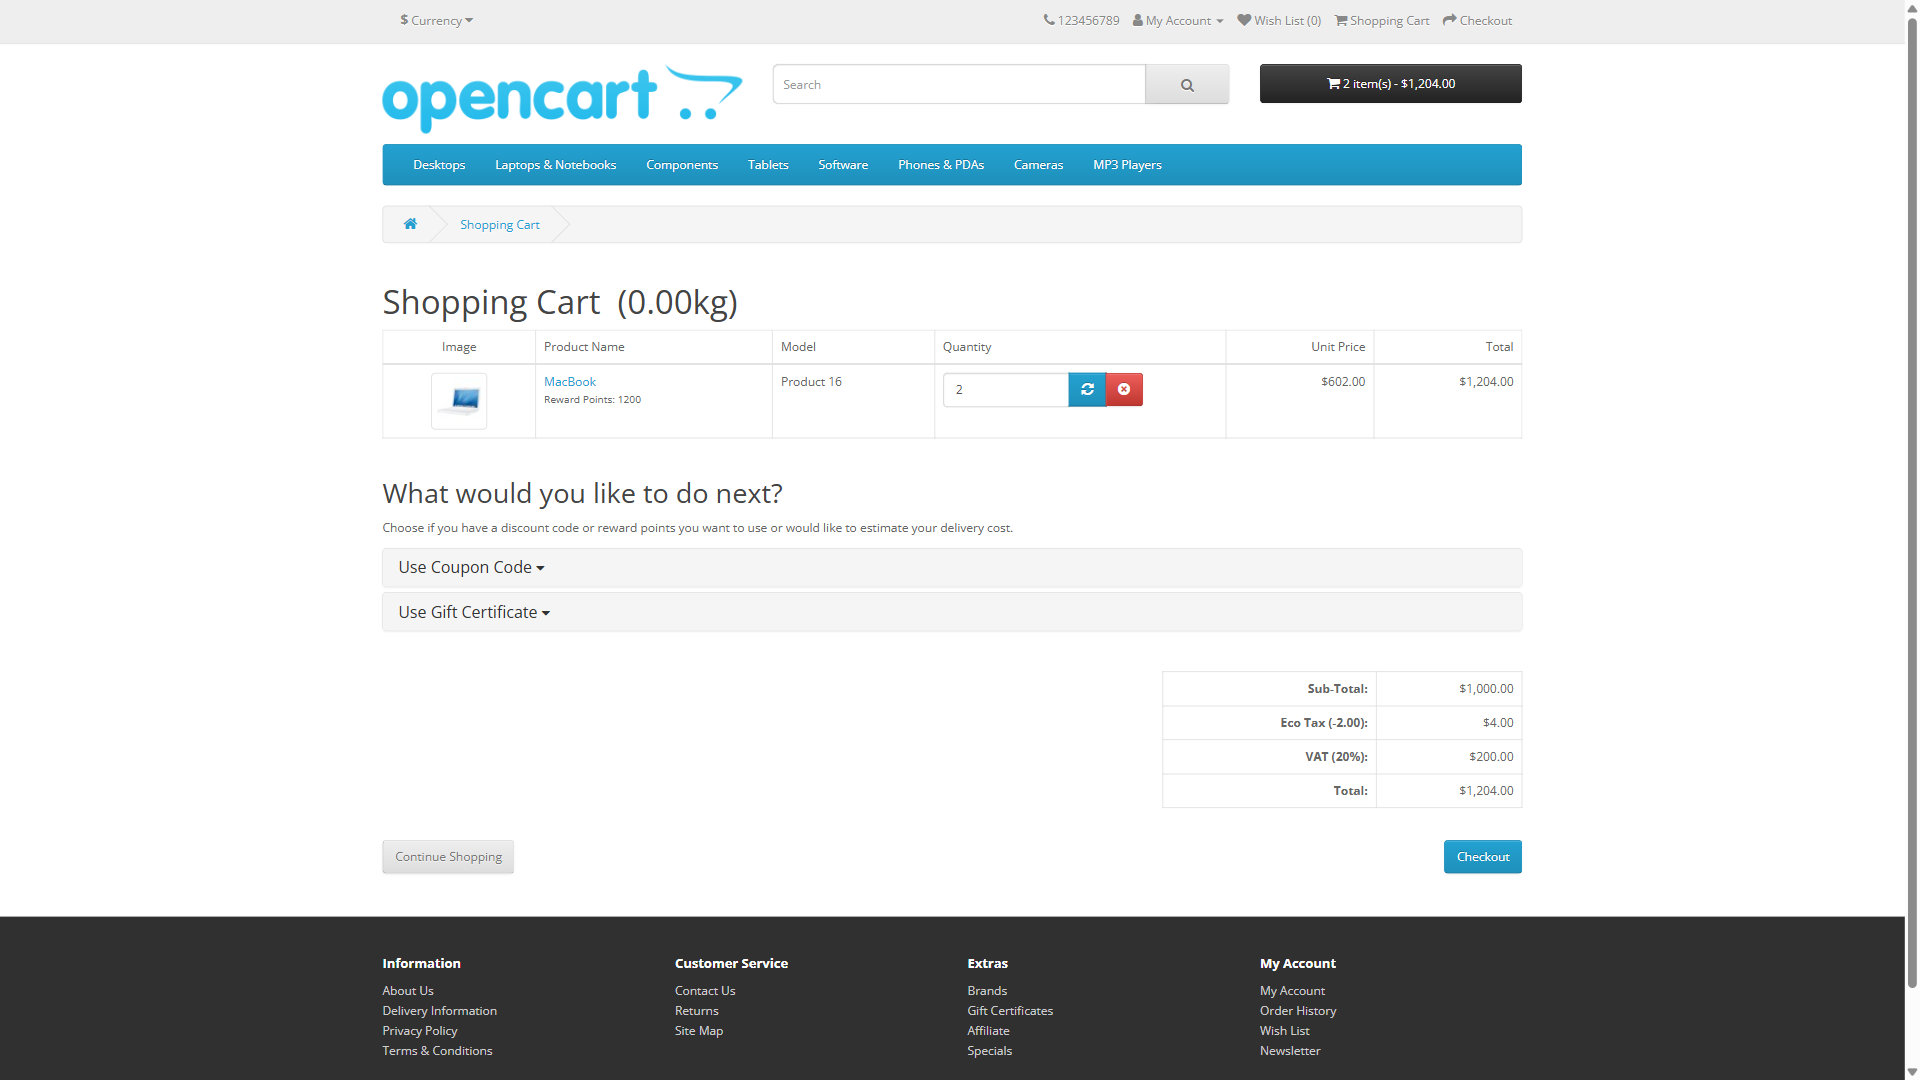 $ Currency
123456789 My Account Wish List (0) Shopping Cart Checkout
opencart
Search
2 item(s) - $1,204.00
Desktops Laptops & Notebooks Components Tablets Software Phones & PDAs Cameras MP3 Players
Shopping Cart
Shopping Cart (0.00kg)
Image Product Name Model Quantity Unit Price Total
MacBook Product 16 2 $602.00 $1,204.00
Reward Points: 1200
What would you like to do next?
Choose if you have a discount code or reward points you want to use or would like to estimate your delivery cost.
Use Coupon Code
Use Gift Certificate
Sub-Total: $1,000.00
Eco Tax (-2.00): $4.00
VAT (20%): $200.00
Total: $1,204.00
Continue Shopping Checkout
Information Customer Service Extras My Account
About Us Contact Us Brands My Account
Delivery Information Returns Gift Certificates Order History
Privacy Policy Site Map Affiliate Wish List
Terms & Conditions Specials Newsletter